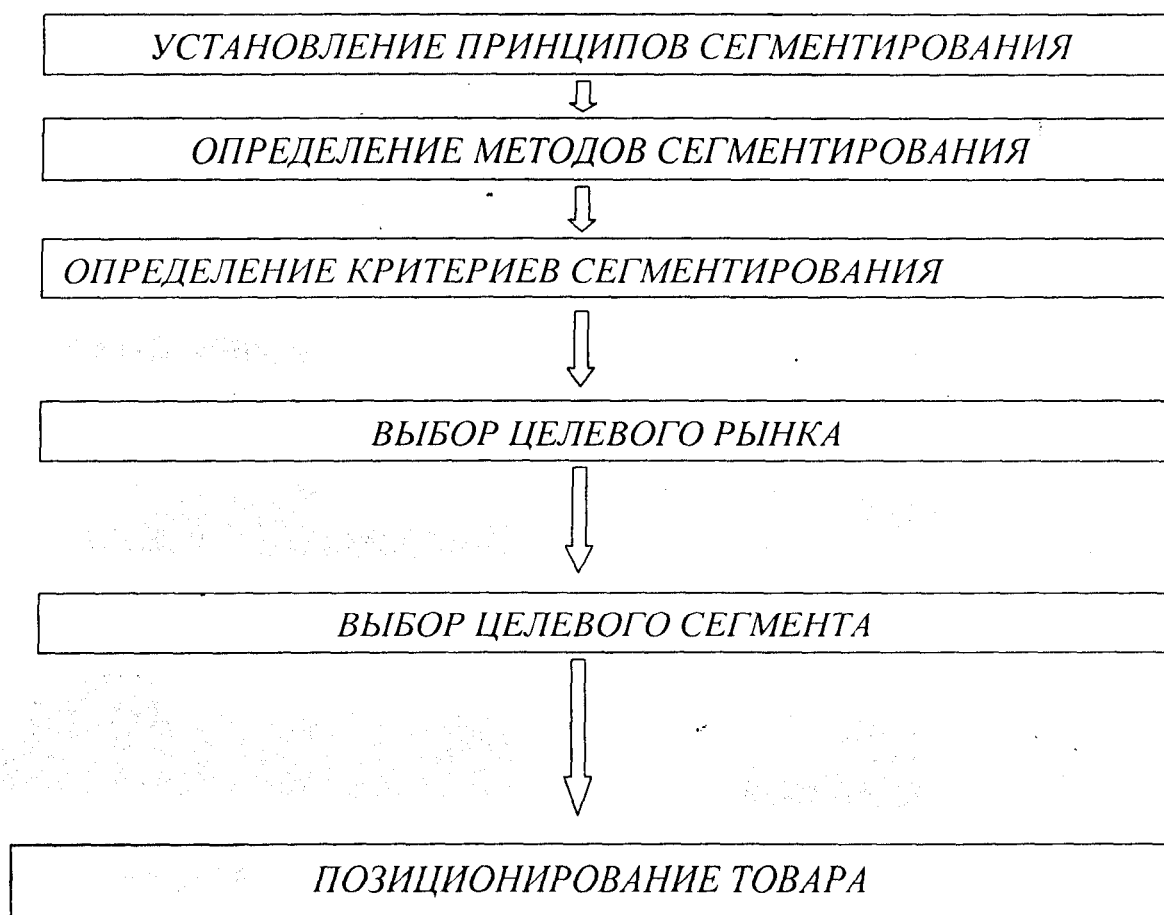 УСТАНОВЛЕНИЕ ПРИНЦИПОВ СЕГМЕНТИРОВАНИЯ
ОПРЕДЕЛЕНИЕ МЕТОДОВ СЕГМЕНТИРОВАНИЯ
ОПРЕДЕЛЕНИЕ КРИТЕРИЕВ СЕГМЕНТИРОВАНИЯ
ВЫБОР ЦЕЛЕВОГО РЫНКА
ВЫБОР ЦЕЛЕВОГО СЕГМЕНТА
ПОЗИЦИОНИРОВАНИЕ ТОВАРА